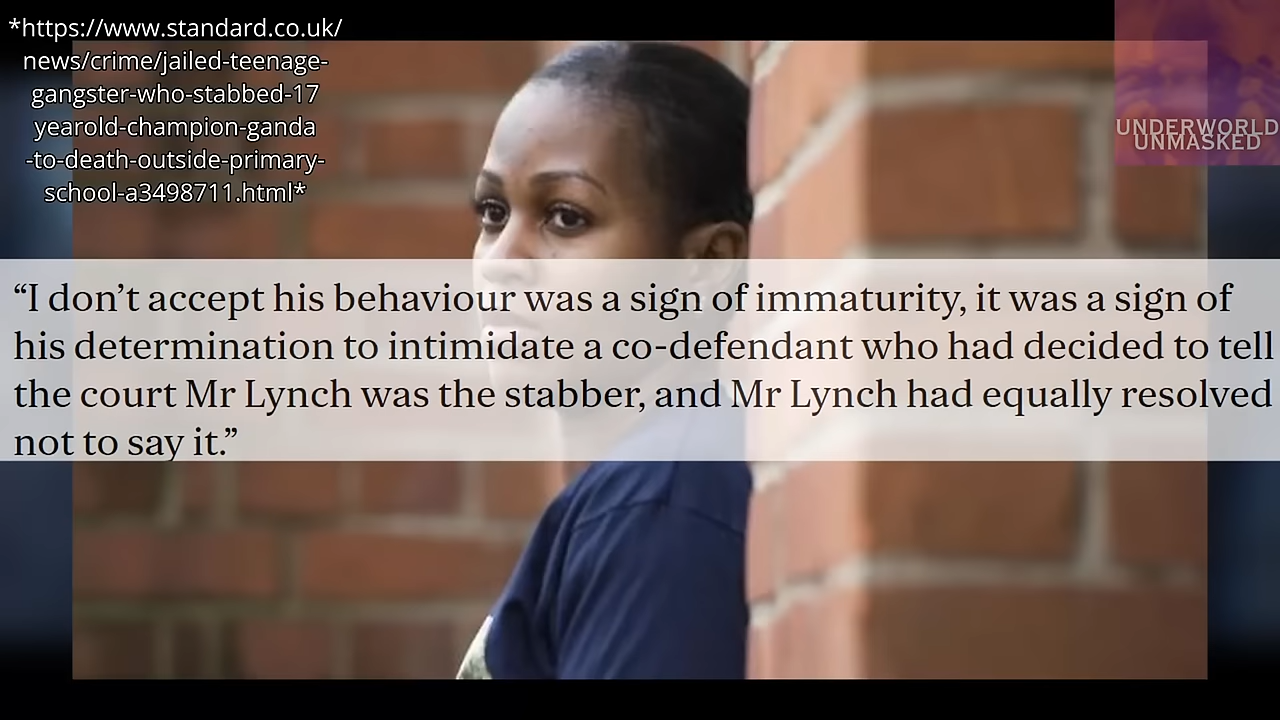 *https://www.standard.co.uk/
news/crime/jailed-teenage-
gangster-who-stabbed-17
yearold-champion-ganda
-to-death-outside-primary-
school-a3498711.html*
UNDERWORLD
UNMASKED
“I don’t accept his behaviour was a sign of immaturity, it was a sign of
his determination to intimidate a co-defendant who had decided to tell
the court Mr Lynch was the stabber, and Mr Lynch had equally resolved
not to say it.”